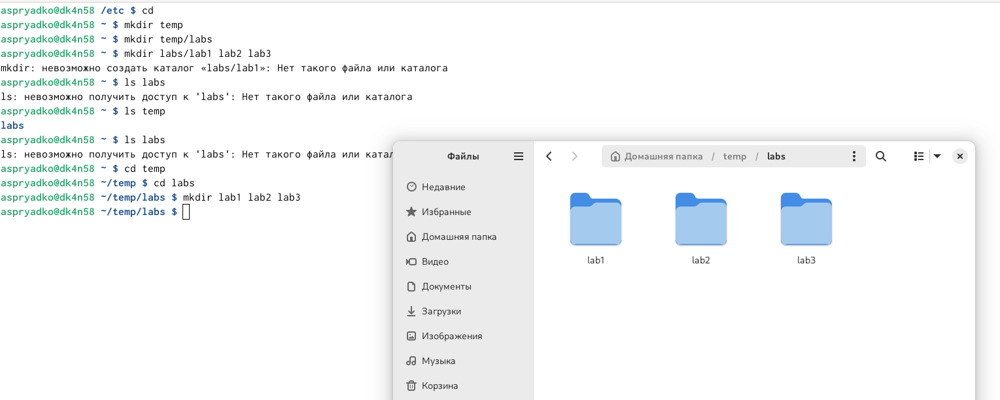 aspryadko@dk4n58 /etc $ cd
aspryadko@dk4n58 ~ $ mkdir temp
aspryadko@dk4n58 ~ $ mkdir temp/labs
aspryadko@dk4n58 ~ $ mkdir labs/lab1 lab2 lab3
mkdir: невозможно создать каталог «labs/lab1»: Нет такого файла или каталога
aspryadko@dk4n58 ~ $ ls labs
ls: невозможно получить доступ к 'labs': Нет такого файла или каталога
aspryadko@dk4n58 ~ $ ls temp
labs
aspryadko@dk4n58 ~ $ ls labs
ls: невозможно получить доступ к 'labs': Нет такого файла или катал
aspryadko@dk4n58 ~ $ cd temp
aspryadko@dk4n58 ~/temp $ cd labs
aspryadko@dk4n58 ~/temp/labs $ mkdir lab1 lab2 lab3
aspryadko@dk4n58 ~/temp/labs $
Файлы
Домашняя папка / temp / labs
Недавние
Избранные
Домашняя папка
Видео
Документы
Загрузки
Изображения
Музыка
Корзина
lab1 lab2 lab3